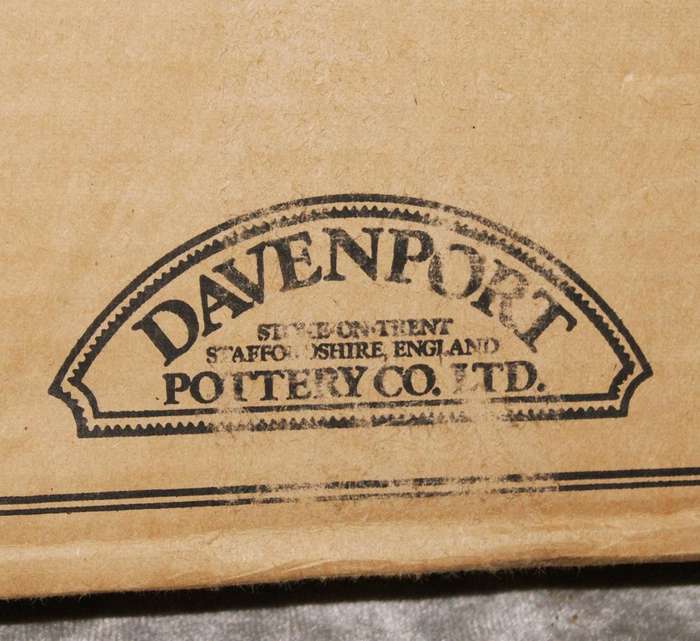 DAVENPORT
STOKE-ON-TRENT
STAFFORDSHIRE, ENGLAND
POTTERY CO. LTD.